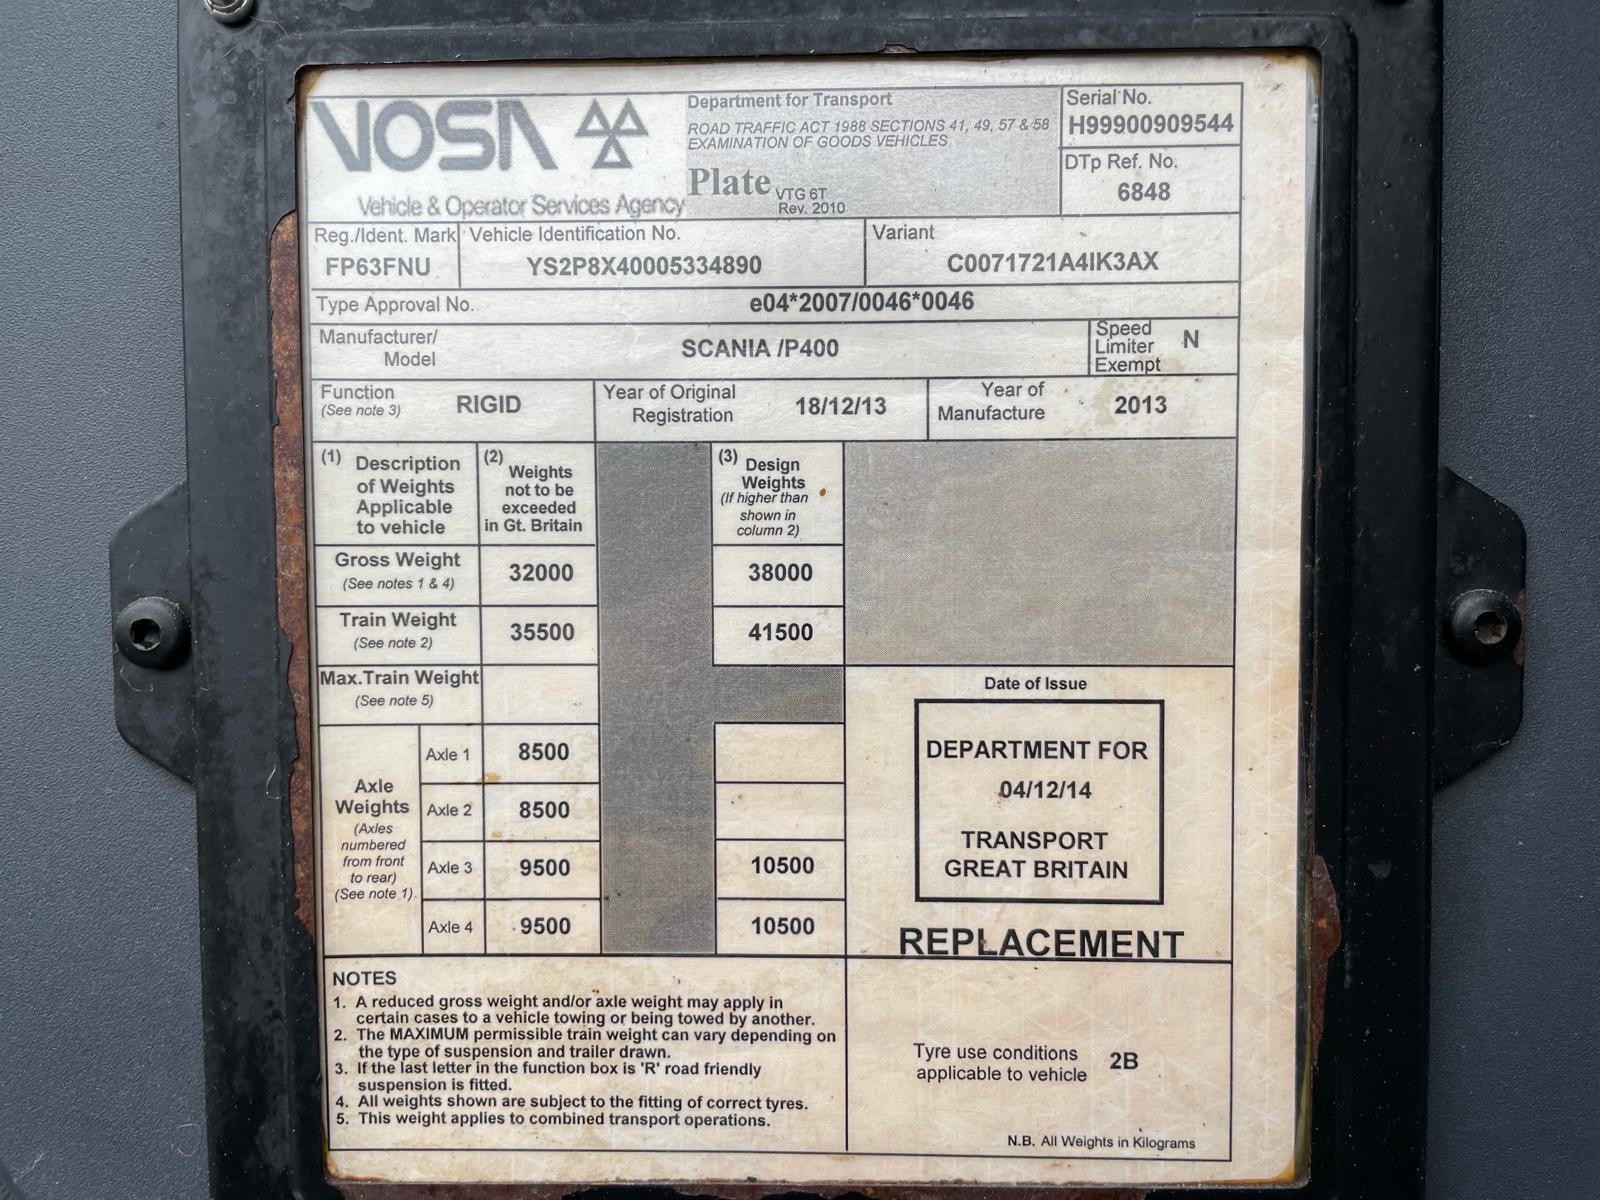 VOSA
Vehicle & Operator Services Agency
Department for Transport
ROAD TRAFFIC ACT 1988 SECTIONS 41, 49, 57 & 58
EXAMINATION OF GOODS VEHICLES
Plate VTG 6T
Rev. 2010
Serial No.
H99900909544
DTp Ref. No.
6848
Reg./Ident. Mark
FP63FNU
Vehicle Identification No.
YS2P8X40005334890
Variant
C0071721A4IK3AX
Type Approval No. e04*2007/0046*0046
Manufacturer/
Model
SCANIA /P400
Speed
Limiter
Exempt
N
Function
(See note 3)
RIGID
Year of Original
Registration
18/12/13
Year of
Manufacture
2013
(1) Description
of Weights
Applicable
to vehicle
(2) Weights
not to be
exceeded
in Gt. Britain
(3) Design
Weights
(If higher than
shown in
column 2)
Gross Weight
(See notes 1 & 4)
32000
38000
Train Weight
(See note 2)
35500
41500
Max.Train Weight
(See note 5)
Axle
Weights
(Axles
numbered
from front
to rear)
(See note 1)
Axle 1 8500
Axle 2 8500
Axle 3 9500 10500
Axle 4 9500 10500
Date of Issue
DEPARTMENT FOR
04/12/14
TRANSPORT
GREAT BRITAIN
REPLACEMENT
NOTES
1. A reduced gross weight and/or axle weight may apply in
certain cases to a vehicle towing or being towed by another.
2. The MAXIMUM permissible train weight can vary depending on
the type of suspension and trailer drawn.
3. If the last letter in the function box is 'R' road friendly
suspension is fitted.
4. All weights shown are subject to the fitting of correct tyres.
5. This weight applies to combined transport operations.
Tyre use conditions
applicable to vehicle
2B
N.B. All Weights in Kilograms